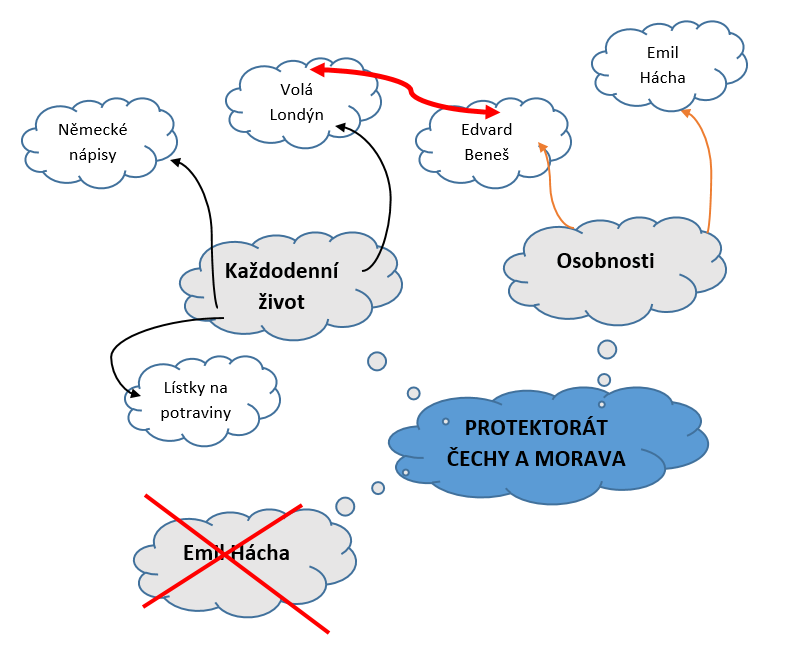 Emil
Hácha
Volá
Londýn
Německé
nápisy
Edvard
Beneš
Každodenní
život
Osobnosti
Lístky na
potraviny
PROTEKTORÁT
ČECHY A MORAVA
Emil Hácha